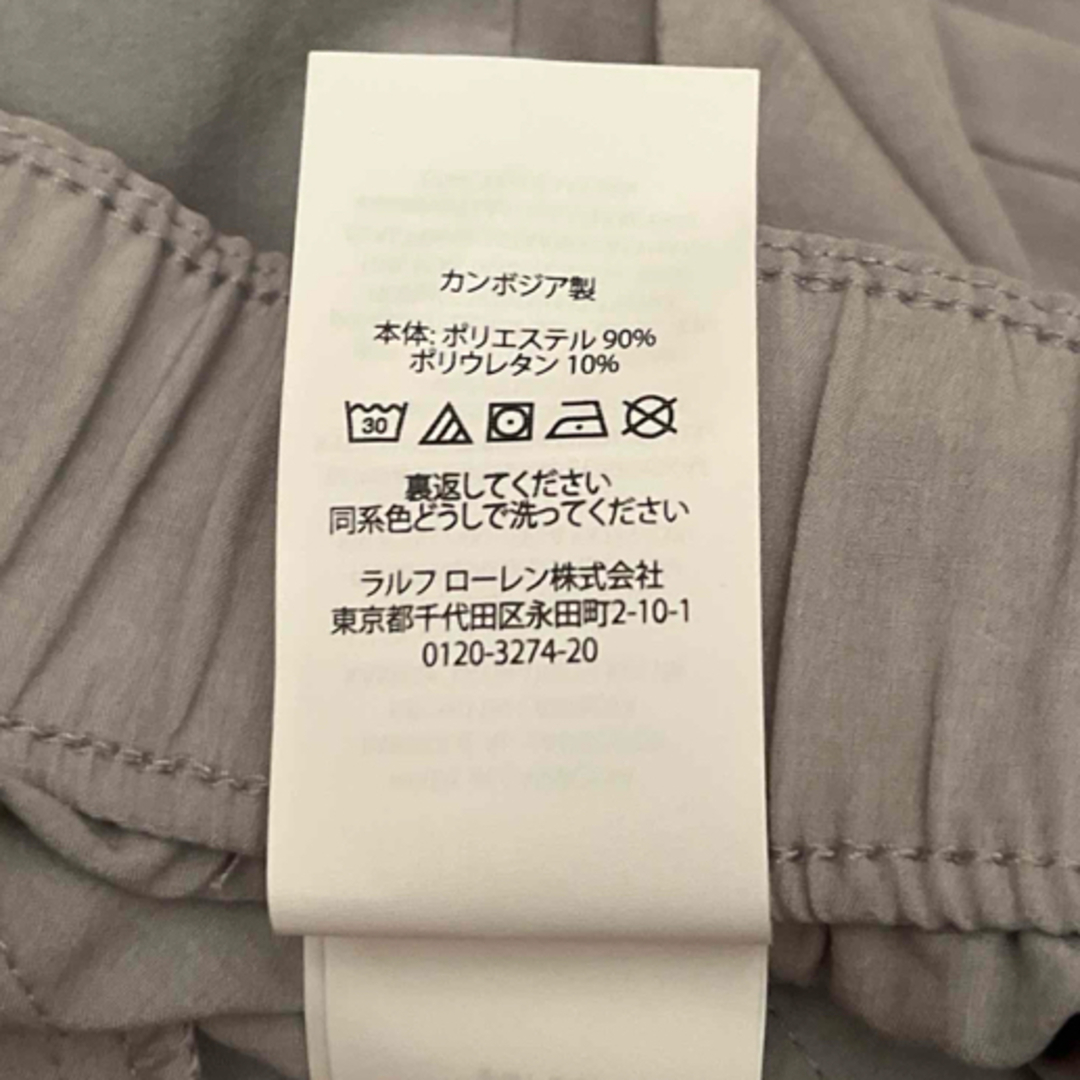 カンボジア製
本体: ポリエステル 90%
ポリウレタン 10%
30
裏返してください
同系色どうしで洗ってください
ラルフ ローレン株式会社
東京都千代田区永田町2-10-1
0120-3274-20